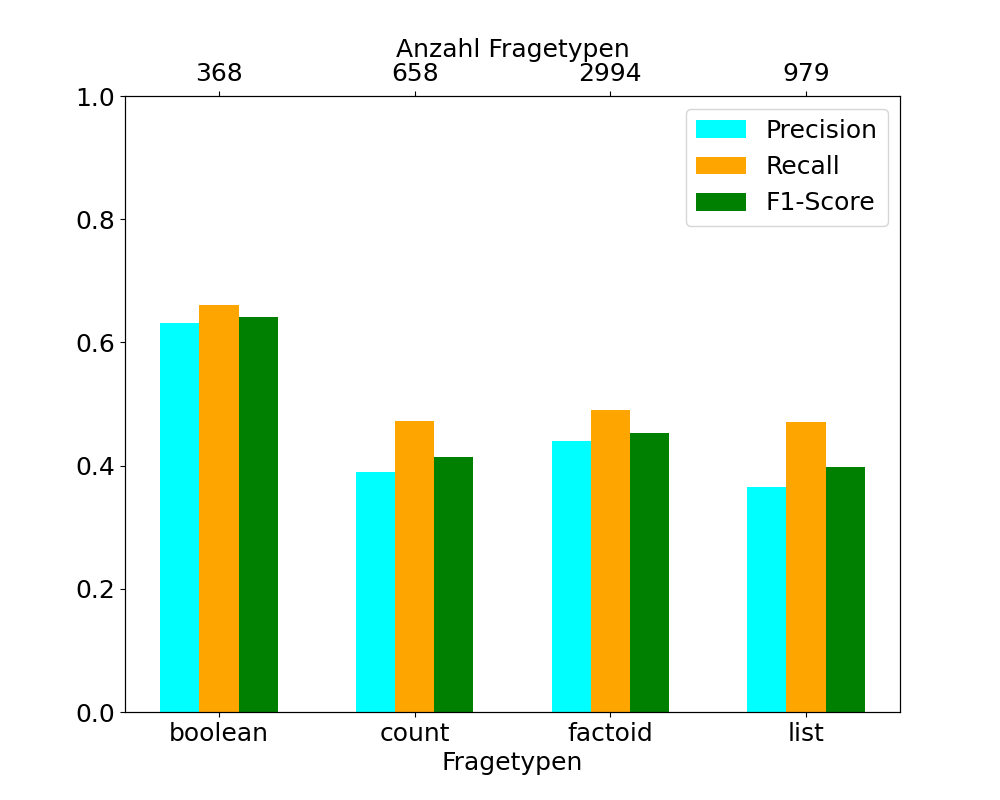 Anzahl Fragetypen
368 658 2994 979
1.0
0.8
0.6
0.4
0.2
0.0
Precision
Recall
F1-Score
boolean count factoid list
Fragetypen